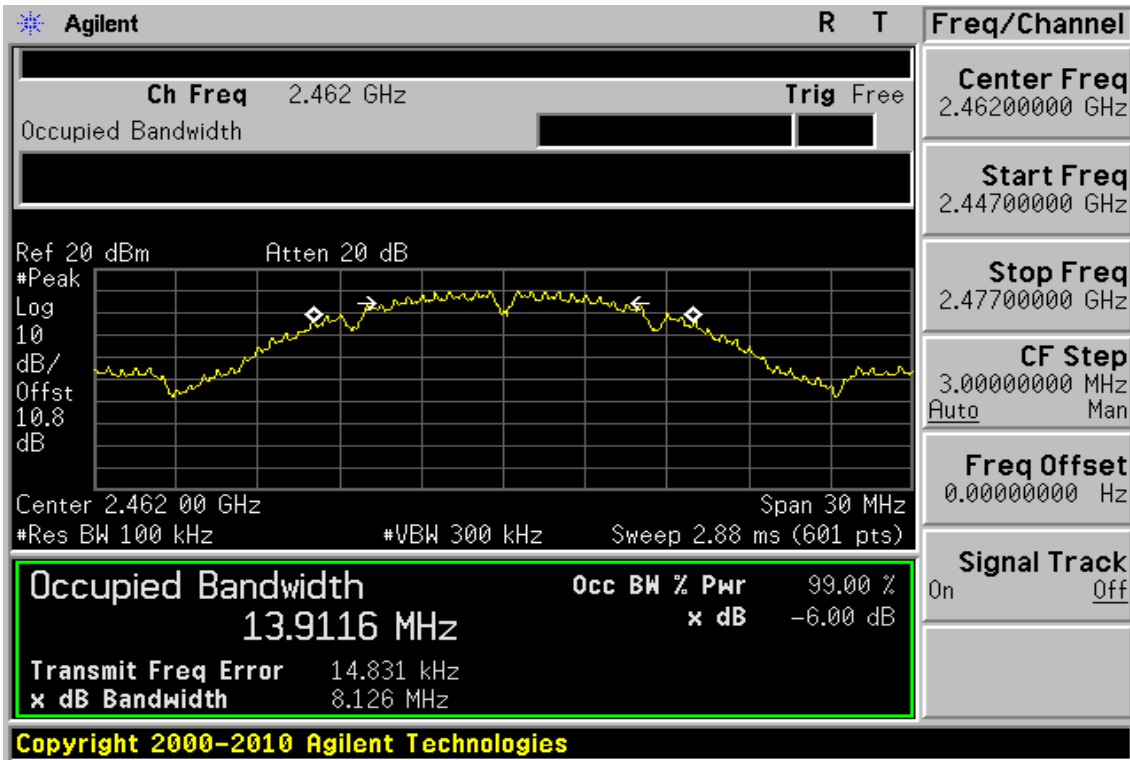 Agilent R T Freq/Channel
Ch Freq 2.462 GHz Trig Free
Occupied Bandwidth
Center Freq
2.46200000 GHz
Start Freq
2.44700000 GHz
Stop Freq
2.47700000 GHz
CF Step
3.00000000 MHz
Auto Man
Freq Offset
0.00000000 Hz
Signal Track
On Off
Ref 20 dBm Atten 20 dB
#Peak
Log
10
dB/
Offst
10.8
dB
Center 2.462 00 GHz Span 30 MHz
#Res BW 100 kHz #VBW 300 kHz Sweep 2.88 ms (601 pts)
Occupied Bandwidth Occ BW % Pwr 99.00 %
13.9116 MHz x dB -6.00 dB
Transmit Freq Error 14.831 kHz
x dB Bandwidth 8.126 MHz
Copyright 2000-2010 Agilent Technologies